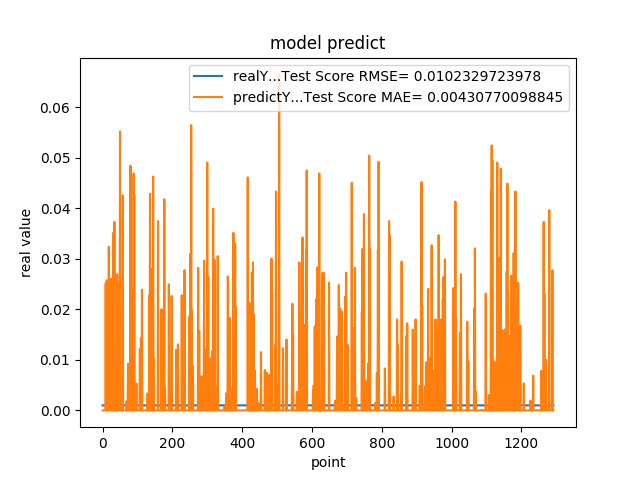 model predict
realY...Test Score RMSE= 0.0102329723978
predictY...Test Score MAE= 0.00430770098845
0.06
0.05
0.04
0.03
0.02
0.01
0.00
real value
0 200 400 600 800 1000 1200
point